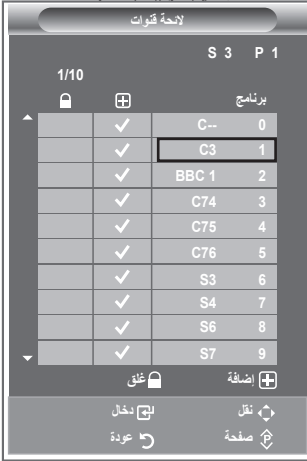 لائحة قنوات
S 3 P 1
1/10
برنامج
0 C--
1 C3
2 BBC 1
3 C74
4 C75
5 C76
6 S3
7 S4
8 S6
9 S7
إضافة غلق
نقل دخال
صفحة عودة